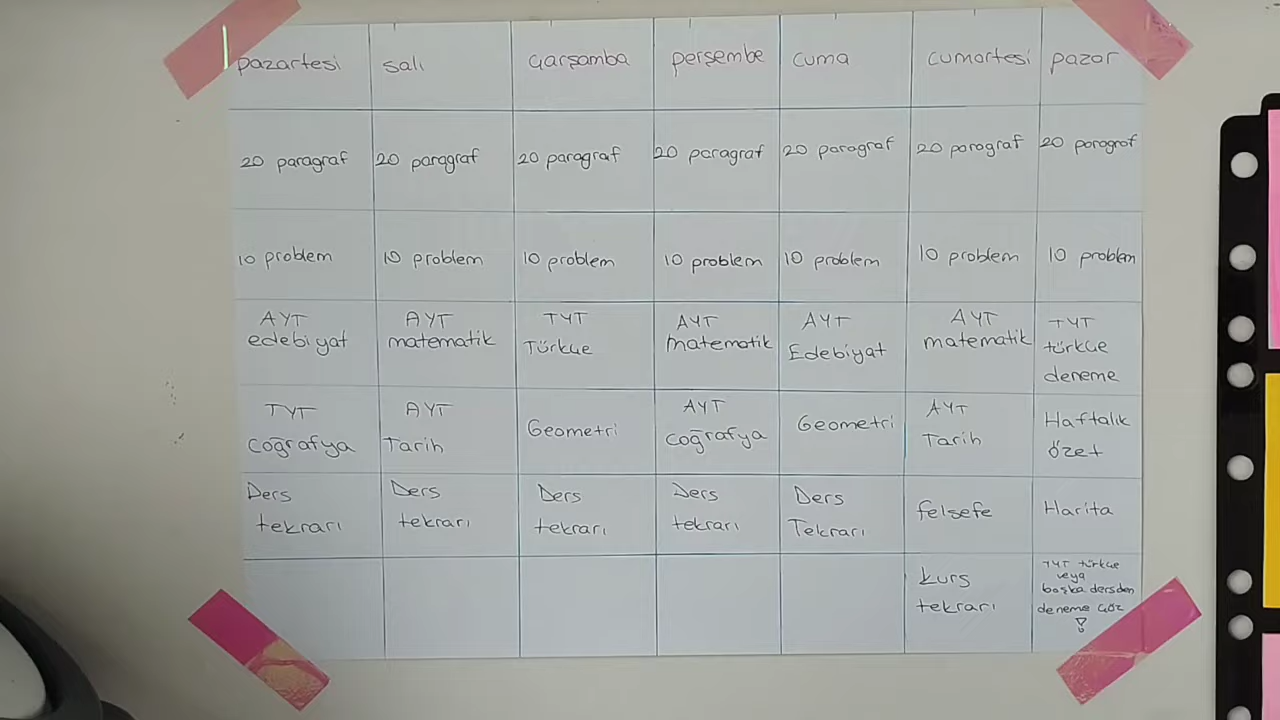 pazartesi salı çarşamba perşembe cuma cumartesi pazar
20 paragraf 20 paragraf 20 paragraf 20 paragraf 20 paragraf 20 paragraf 20 paragraf
10 problem 10 problem 10 problem 10 problem 10 problem 10 problem 10 problem
AYT
edebiyat
AYT
matematik
TYT
Türkçe
AYT
matematik
AYT
Edebiyat
AYT
matematik
TYT
türkçe
deneme
TYT
coğrafya
AYT
Tarih
Geometri
AYT
coğrafya
Geometri
AYT
Tarih
Haftalık
özet
Ders
tekrarı
Ders
tekrarı
Ders
tekrarı
Ders
tekrarı
Ders
Tekrarı
felsefe
Harita
kurs
tekrarı
TYT türkçe
veya
başka dersden
deneme çöz
!